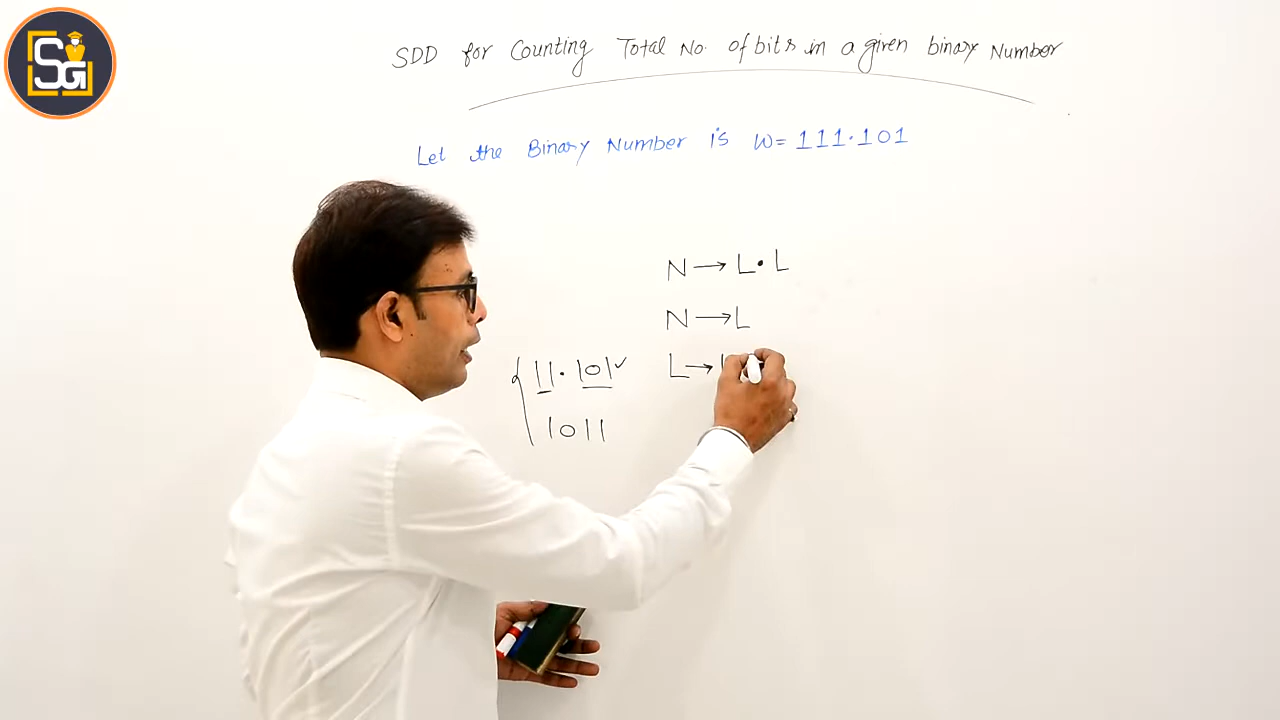 SG
SDD for Counting Total No. of bits in a given binary Number
Let the Binary Number is w = 111.101
N → L . L
N → L
11 . 101 ✓
L →
1011